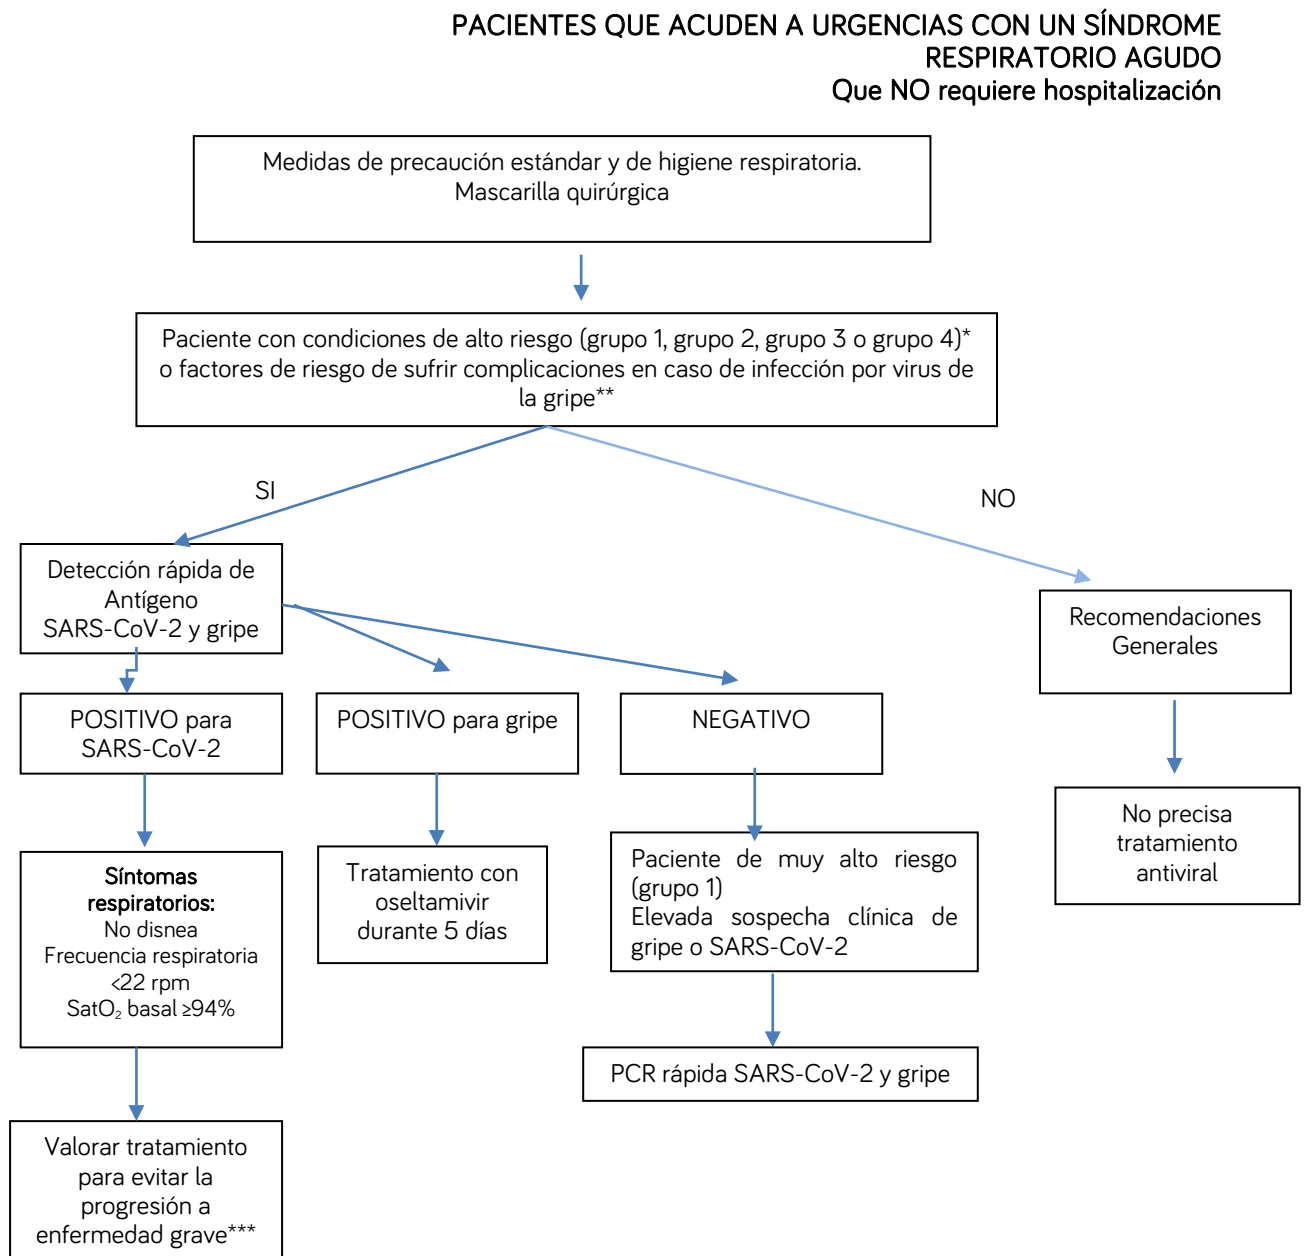 PACIENTES QUE ACUDEN A URGENCIAS CON UN SÍNDROME
RESPIRATORIO AGUDO
Que NO requiere hospitalización
Medidas de precaución estándar y de higiene respiratoria.
Mascarilla quirúrgica
Paciente con condiciones de alto riesgo (grupo 1, grupo 2, grupo 3 o grupo 4)*
o factores de riesgo de sufrir complicaciones en caso de infección por virus de
la gripe**
SI
NO
Detección rápida de
Antígeno
SARS-CoV-2 y gripe
Recomendaciones
Generales
POSITIVO para
SARS-CoV-2
POSITIVO para gripe
NEGATIVO
No precisa
tratamiento
antiviral
Síntomas
respiratorios:
No disnea
Frecuencia respiratoria
<22 rpm
SatO₂ basal ≥94%
Tratamiento con
oseltamivir
durante 5 días
Paciente de muy alto riesgo
(grupo 1)
Elevada sospecha clínica de
gripe o SARS-CoV-2
PCR rápida SARS-CoV-2 y gripe
Valorar tratamiento
para evitar la
progresión a
enfermedad grave***